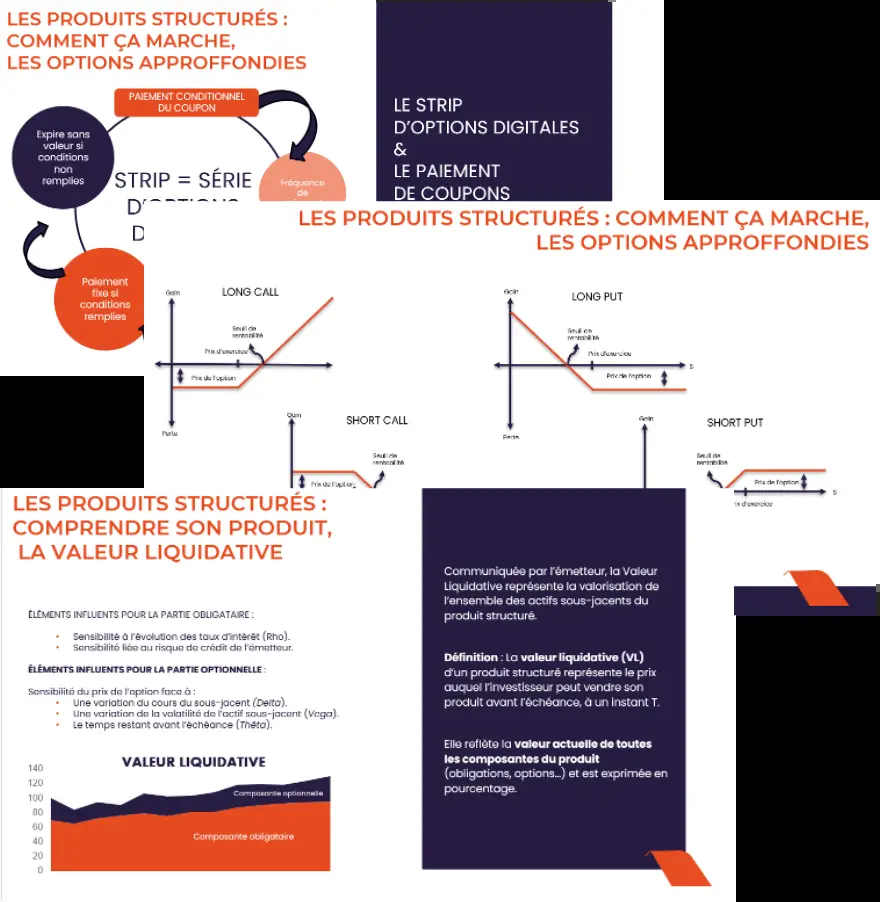 LES PRODUITS STRUCTURÉS :
COMMENT ÇA MARCHE,
LES OPTIONS APPROFFONDIES
PAIEMENT CONDITIONNEL
DU COUPON
Expire sans
valeur si
conditions
non
remplies
STRIP = SÉRIE
D'OPTIONS
D
Fréquence
de
Paiement
fixe si
conditions
remplies
LE STRIP
D'OPTIONS DIGITALES
&
LE PAIEMENT
DE COUPONS
LES PRODUITS STRUCTURÉS : COMMENT ÇA MARCHE,
LES OPTIONS APPROFFONDIES
Gain
LONG CALL
Seuil de
rentabilité
Prix d'exercice
Prix de l'option
Perte
Gain
LONG PUT
Seuil de
rentabilité
Prix d'exercice
S
Prix de l'option
Perte
Gain
SHORT CALL
Seuil de
rentabilité
Prix de l'option
Gain
SHORT PUT
Seuil de
rentabilité
Prix de l'option
S
Prix d'exercice
LES PRODUITS STRUCTURÉS :
COMPRENDRE SON PRODUIT,
LA VALEUR LIQUIDATIVE
ÉLÉMENTS INFLUENTS POUR LA PARTIE OBLIGATAIRE :
• Sensibilité à l'évolution des taux d'intérêt (Rho).
• Sensibilité liée au risque de crédit de l'émetteur.
ÉLÉMENTS INFLUENTS POUR LA PARTIE OPTIONNELLE :
Sensibilité du prix de l'option face à :
• Une variation du cours du sous-jacent (Delta).
• Une variation de la volatilité de l'actif sous-jacent (Vega).
• Le temps restant avant l'échéance (Thêta).
VALEUR LIQUIDATIVE
140
120
100
80
60
40
20
0
Composante optionnelle
Composante obligataire
Communiquée par l'émetteur, la Valeur
Liquidative représente la valorisation de
l'ensemble des actifs sous-jacents du
produit structuré.
Définition : La valeur liquidative (VL)
d'un produit structuré représente le prix
auquel l'investisseur peut vendre son
produit avant l'échéance, à un instant T.
Elle reflète la valeur actuelle de toutes
les composantes du produit
(obligations, options...) et est exprimée en
pourcentage.